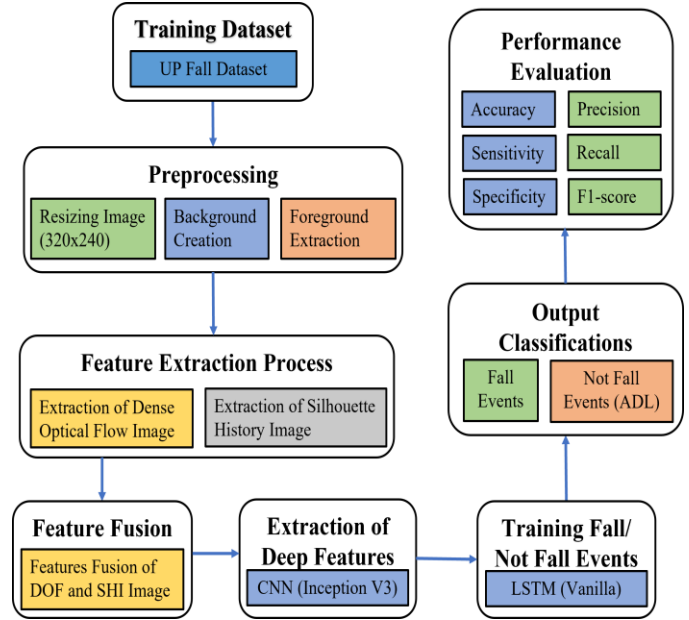 Training Dataset
UP Fall Dataset
Preprocessing
Resizing Image
(320x240)
Background
Creation
Foreground
Extraction
Feature Extraction Process
Extraction of Dense
Optical Flow Image
Extraction of Silhouette
History Image
Feature Fusion
Features Fusion of
DOF and SHI Image
Extraction of
Deep Features
CNN (Inception V3)
Training Fall/
Not Fall Events
LSTM (Vanilla)
Output
Classifications
Fall
Events
Not Fall
Events (ADL)
Performance
Evaluation
Accuracy
Precision
Sensitivity
Recall
Specificity
F1-score